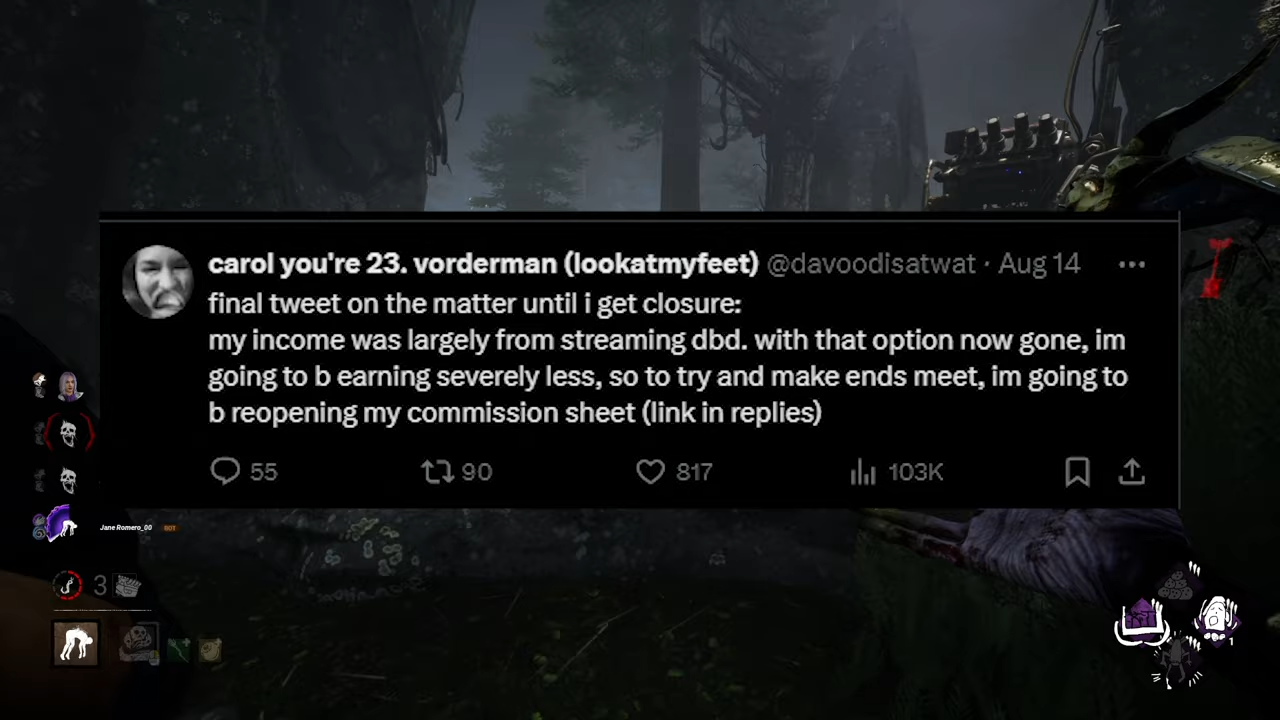 carol you're 23. vorderman (lookatmyfeet) @davoodisatwat · Aug 14
final tweet on the matter until i get closure:
my income was largely from streaming dbd. with that option now gone, im
going to b earning severely less, so to try and make ends meet, im going to
b reopening my commission sheet (link in replies)
55 90 817 103K
Jane Romero_00 BOT
3
1